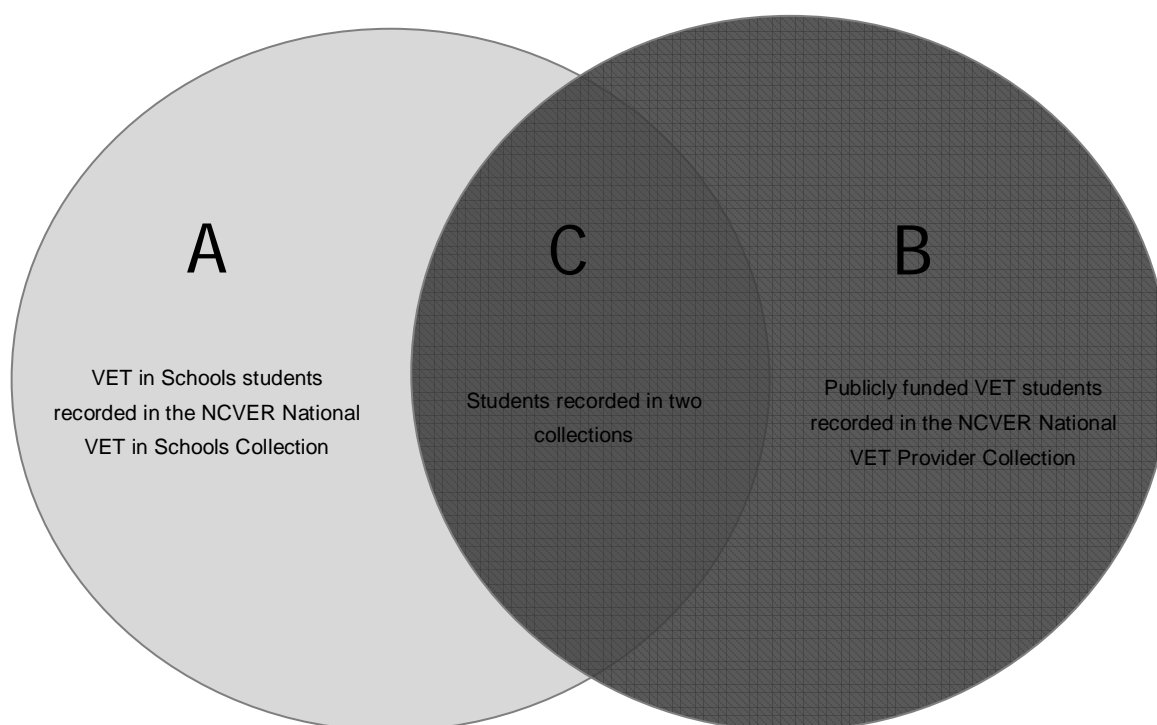 A
VET in Schools students
recorded in the NCVER National
VET in Schools Collection
C
Students recorded in two
collections
B
Publicly funded VET students
recorded in the NCVER National
VET Provider Collection